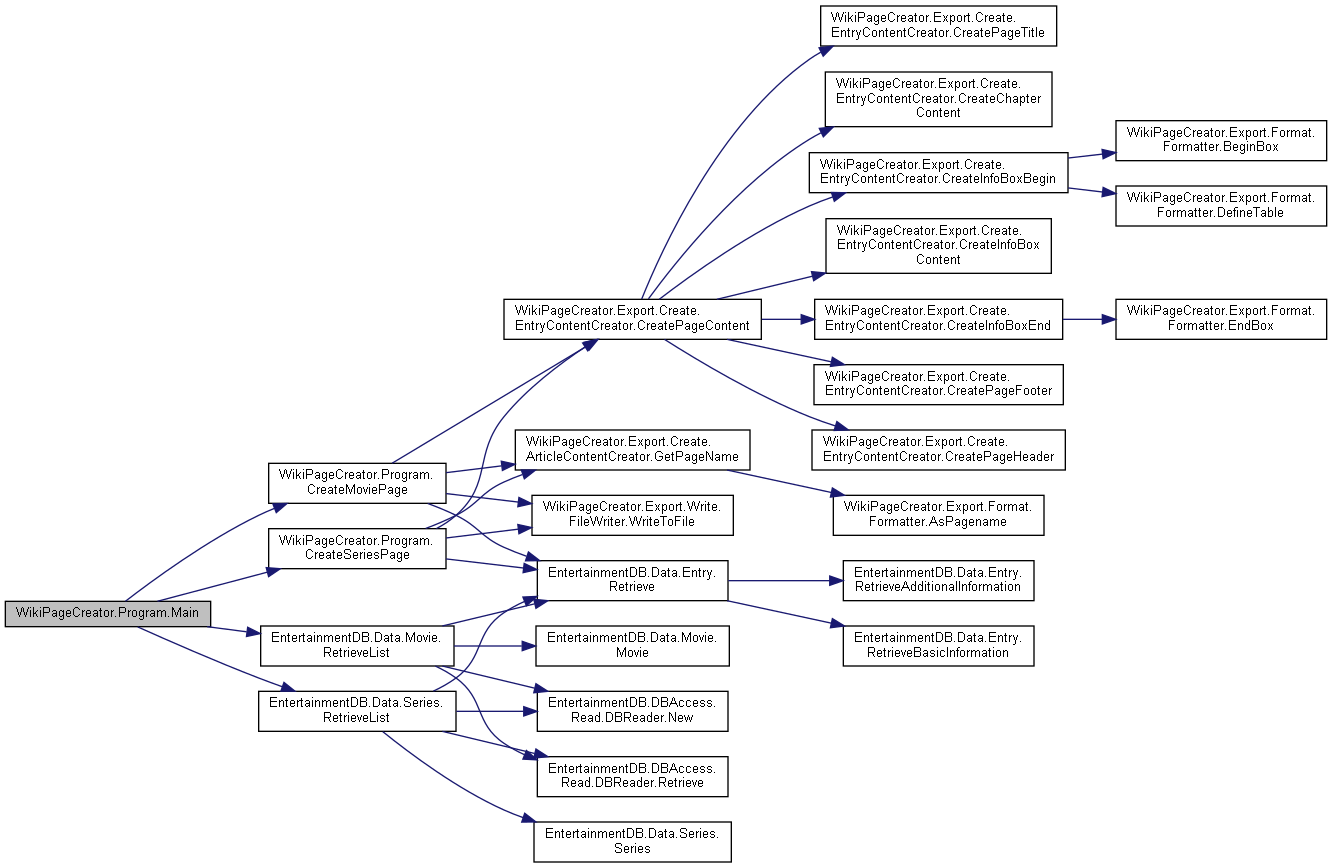 WikiPageCreator.Export.Create.
EntryContentCreator.CreatePageTitle
WikiPageCreator.Export.Create.
EntryContentCreator.CreateChapter
Content
WikiPageCreator.Export.Format.
Formatter.BeginBox
WikiPageCreator.Export.Create.
EntryContentCreator.CreateInfoBoxBegin
WikiPageCreator.Export.Format.
Formatter.DefineTable
WikiPageCreator.Export.Create.
EntryContentCreator.CreateInfoBox
Content
WikiPageCreator.Export.Create.
EntryContentCreator.CreatePageContent
WikiPageCreator.Export.Create.
EntryContentCreator.CreateInfoBoxEnd
WikiPageCreator.Export.Format.
Formatter.EndBox
WikiPageCreator.Export.Create.
EntryContentCreator.CreatePageFooter
WikiPageCreator.Export.Create.
ArticleContentCreator.GetPageName
WikiPageCreator.Export.Create.
EntryContentCreator.CreatePageHeader
WikiPageCreator.Program.
CreateMoviePage
WikiPageCreator.Export.Write.
FileWriter.WriteToFile
WikiPageCreator.Export.Format.
Formatter.AsPagename
WikiPageCreator.Program.
CreateSeriesPage
EntertainmentDB.Data.Entry.
Retrieve
EntertainmentDB.Data.Entry.
RetrieveAdditionalInformation
WikiPageCreator.Program.Main
EntertainmentDB.Data.Movie.
RetrieveList
EntertainmentDB.Data.Movie.
Movie
EntertainmentDB.Data.Entry.
RetrieveBasicInformation
EntertainmentDB.Data.Series.
RetrieveList
EntertainmentDB.DBAccess.
Read.DBReader.New
EntertainmentDB.DBAccess.
Read.DBReader.Retrieve
EntertainmentDB.Data.Series.
Series